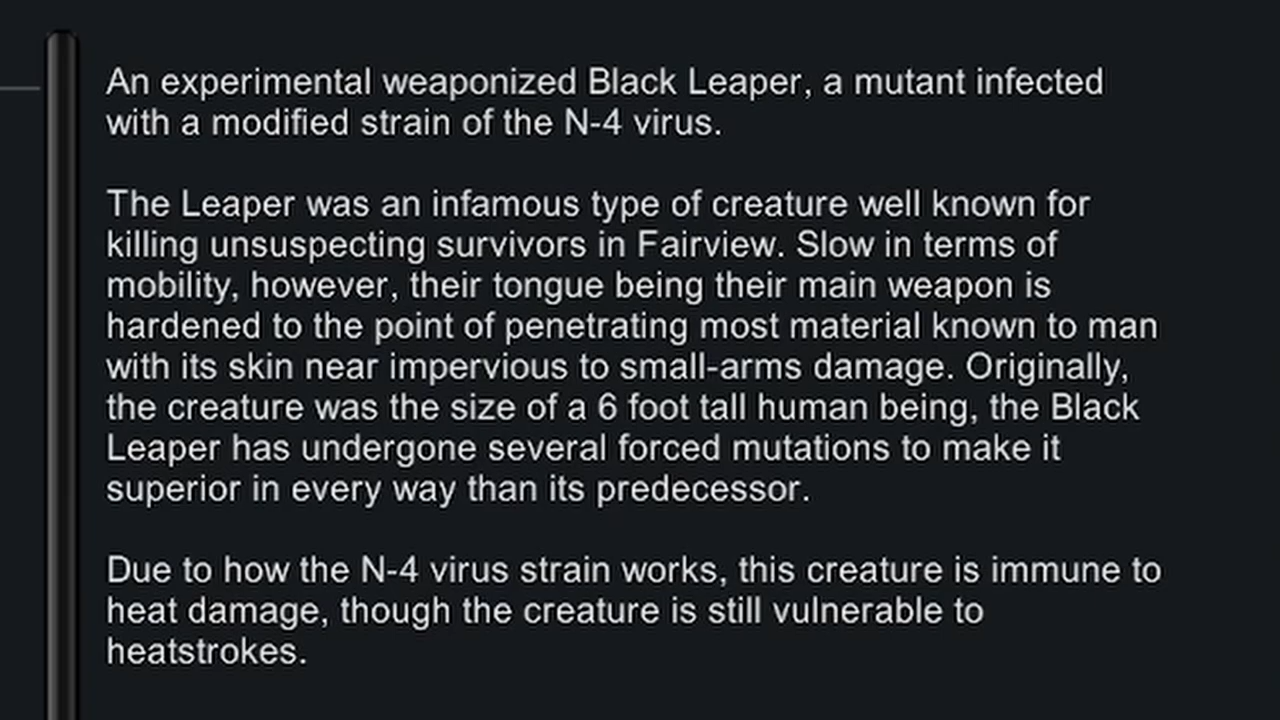 An experimental weaponized Black Leaper, a mutant infected
with a modified strain of the N-4 virus.
The Leaper was an infamous type of creature well known for
killing unsuspecting survivors in Fairview. Slow in terms of
mobility, however, their tongue being their main weapon is
hardened to the point of penetrating most material known to man
with its skin near impervious to small-arms damage. Originally,
the creature was the size of a 6 foot tall human being, the Black
Leaper has undergone several forced mutations to make it
superior in every way than its predecessor.
Due to how the N-4 virus strain works, this creature is immune to
heat damage, though the creature is still vulnerable to
heatstrokes.